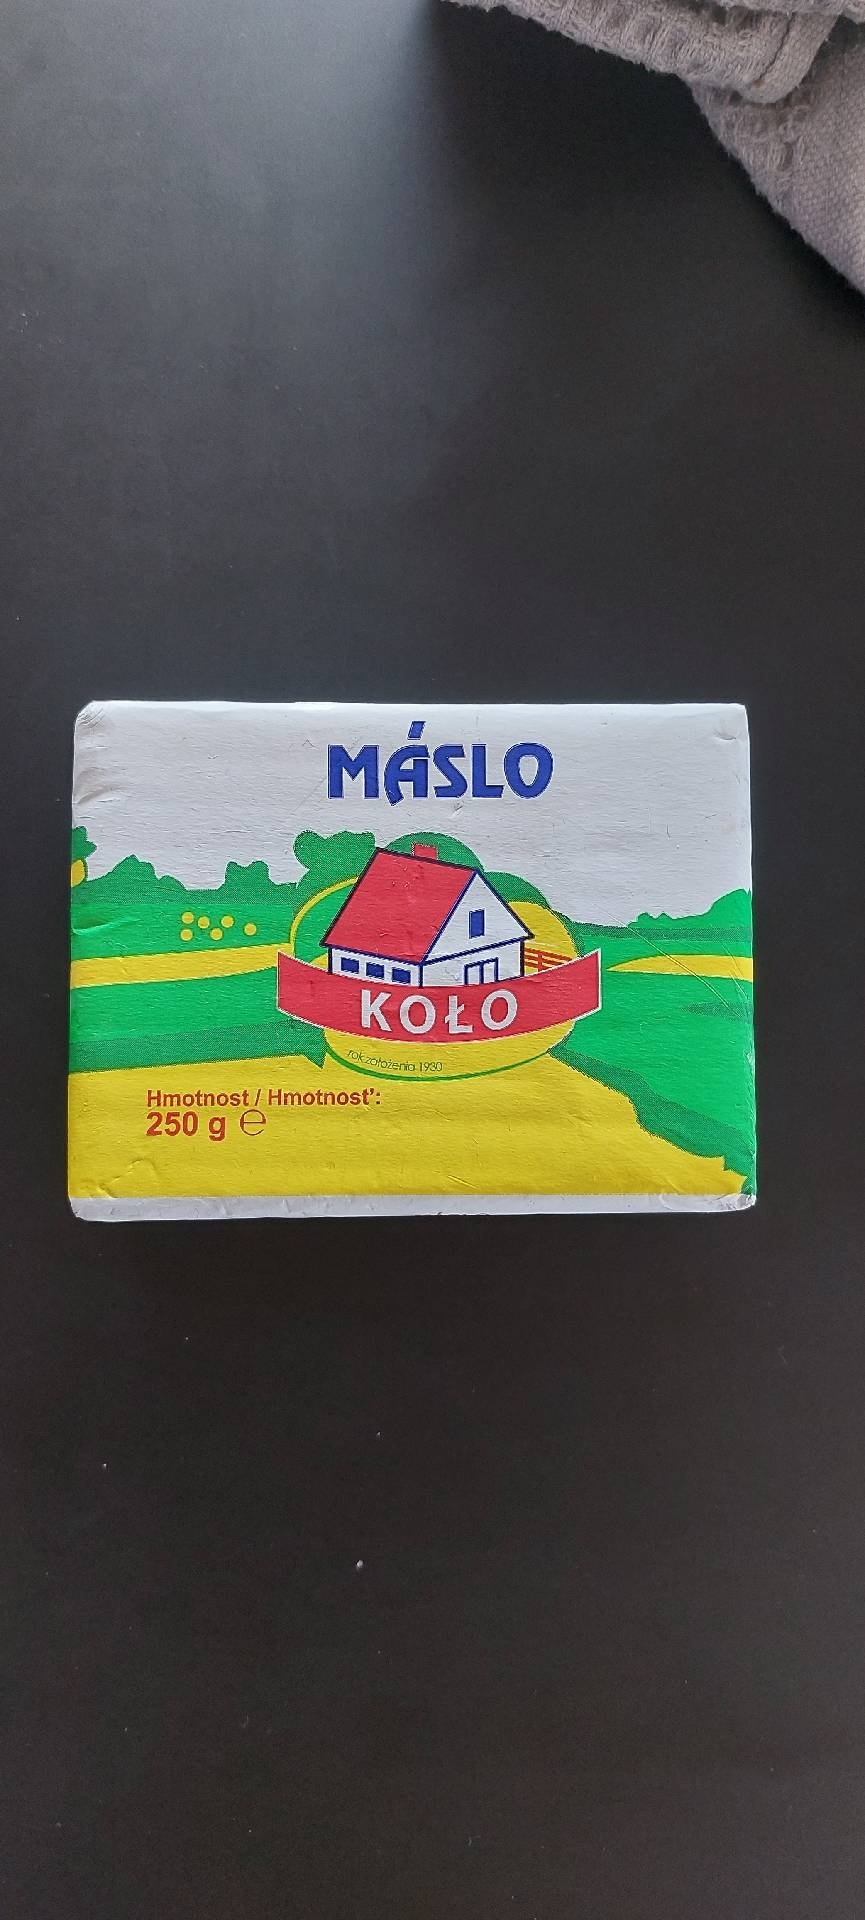 MÁSLO
KOŁO
rok założenia 1930
Hmotnost / Hmotnosť:
250 g ℮